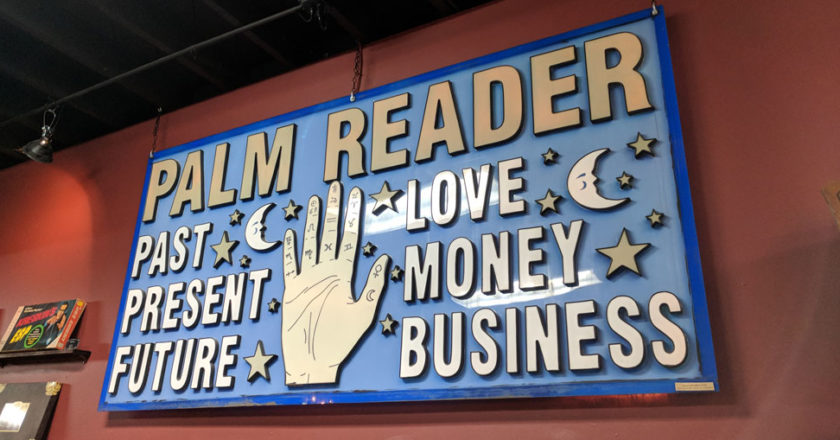 PALM READER
PAST
PRESENT
FUTURE
LOVE
MONEY
BUSINESS